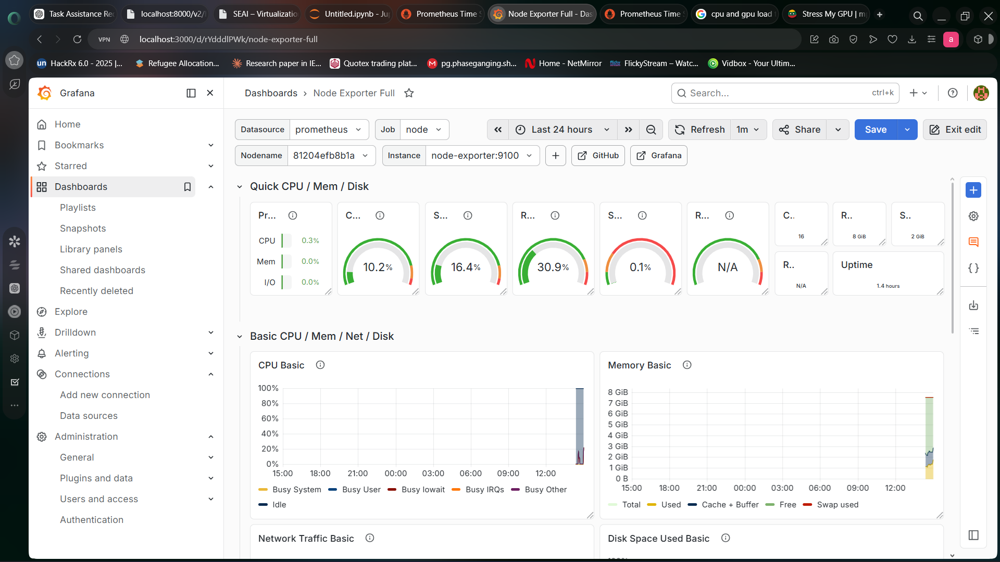 Task Assistance Rec
localhost:8000/v2/
SEAI – Virtualizatio
Untitled.ipynb - Ju
Prometheus Time S
Node Exporter Full - Das
Prometheus Time S
cpu and gpu load t
Stress My GPU | m
VPN
localhost:3000/d/rYdddlPWk/node-exporter-full
a
un HackRx 6.0 - 2025 |...
Refugee Allocation...
Research paper in IE...
Quotex trading plat...
M pg.phaseganging.sh...
Home - NetMirror
FlickyStream – Watc...
Vidbox - Your Ultim...
Grafana
Dashboards › Node Exporter Full
Search...
ctrl+k
Home
Bookmarks
Starred
Dashboards
Playlists
Snapshots
Library panels
Shared dashboards
Recently deleted
Explore
Drilldown
Alerting
Connections
Add new connection
Data sources
Administration
General
Plugins and data
Users and access
Authentication
Datasource prometheus
Job node
Last 24 hours
Refresh 1m
Share
Save
Exit edit
Nodename 81204efb8b1a
Instance node-exporter:9100
GitHub
Grafana
Quick CPU / Mem / Disk
Pr...
CPU 0.3%
Mem 0.0%
I/O 0.0%
C...
10.2%
S...
16.4%
R...
30.9%
S...
0.1%
R...
N/A
C..
16
R..
8 GiB
S..
2 GiB
R..
N/A
Uptime
1.4 hours
Basic CPU / Mem / Net / Disk
CPU Basic
100%
80%
60%
40%
20%
0%
15:00 18:00 21:00 00:00 03:00 06:00 09:00 12:00
Busy System Busy User Busy Iowait Busy IRQs Busy Other
Idle
Memory Basic
8 GiB
7 GiB
6 GiB
5 GiB
4 GiB
3 GiB
2 GiB
1 GiB
0 B
15:00 18:00 21:00 00:00 03:00 06:00 09:00 12:00
Total Used Cache + Buffer Free Swap used
Network Traffic Basic
Disk Space Used Basic